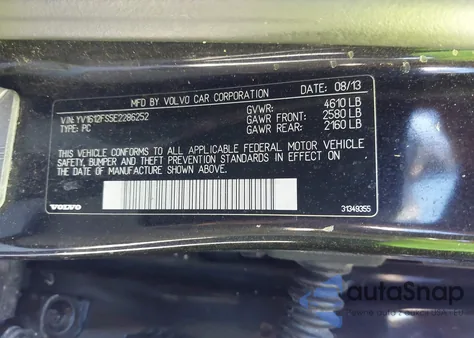 MFD BY VOLVO CAR CORPORATION DATE: 08/13
VIN: YV1612FS5E2286252 GVWR: 4610 LB
TYPE: PC GAWR FRONT: 2580 LB
GAWR REAR: 2160 LB
THIS VEHICLE CONFORMS TO ALL APPLICABLE FEDERAL MOTOR VEHICLE
SAFETY, BUMPER AND THEFT PREVENTION STANDARDS IN EFFECT ON
THE DATE OF MANUFACTURE SHOWN ABOVE.
VOLVO 31349355
autoSnap